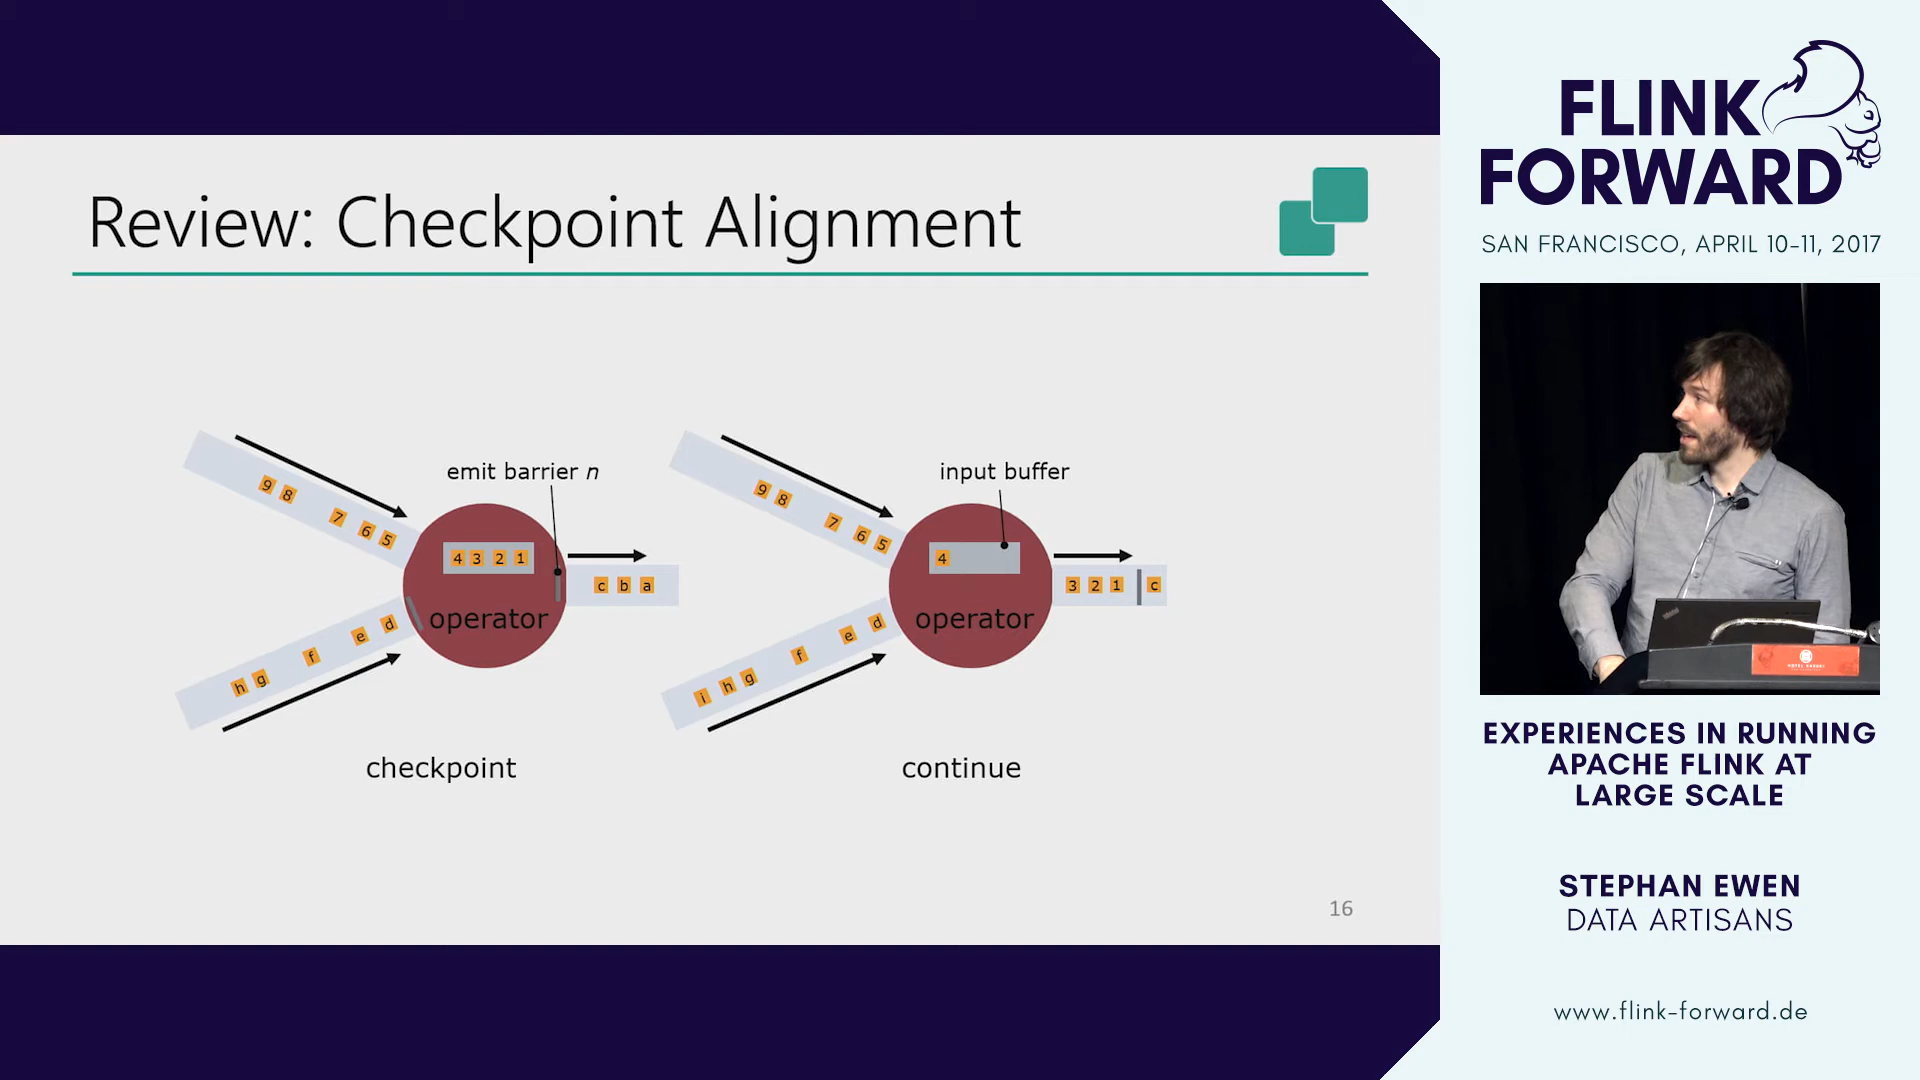 Review: Checkpoint Alignment
emit barrier n
9 8 7 6 5
4 3 2 1
c b a
operator
h g f e d
checkpoint
input buffer
9 8 7 6 5
4
3 2 1 c
operator
i h g f e d
continue
16
FLINK
FORWARD
SAN FRANCISCO, APRIL 10-11, 2017
EXPERIENCES IN RUNNING
APACHE FLINK AT
LARGE SCALE
STEPHAN EWEN
DATA ARTISANS
www.flink-forward.de